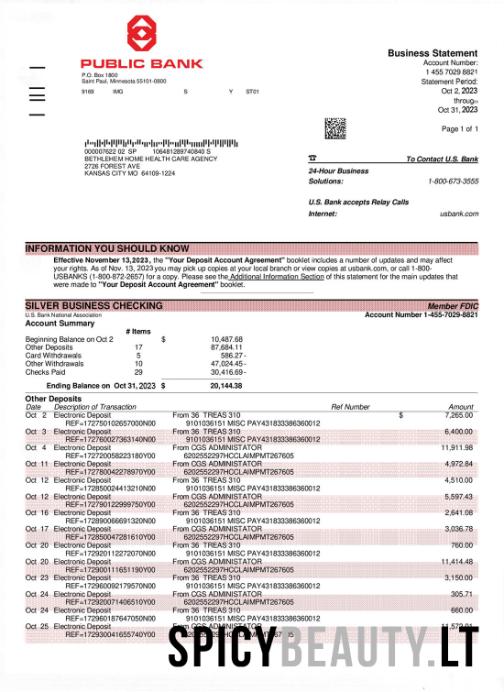 PUBLIC BANK
P.O. Box 1800
Saint Paul, Minnesota 55101-0800
9168 IMG S Y ST01
Business Statement
Account Number:
1 455 7029 8821
Statement Period:
Oct 2, 2023
through
Oct 31, 2023
Page 1 of 1
000007622 02 SP 106481289740840 S
BETHLEHEM HOME HEALTH CARE AGENCY
2726 FOREST AVE
KANSAS CITY MO 64109-1224
☎ To Contact U.S. Bank
24-Hour Business
Solutions: 1-800-673-3555
U.S. Bank accepts Relay Calls
Internet: usbank.com
INFORMATION YOU SHOULD KNOW
Effective November 13,2023, the "Your Deposit Account Agreement" booklet includes a number of updates and may affect
your rights. As of Nov. 13, 2023 you may pick up copies at your local branch or view copies at usbank.com, or call 1-800-
USBANKS (1-800-872-2657) for a copy. Please see the Additional Information Section of this statement for the main updates that
were made to "Your Deposit Account Agreement" booklet.
SILVER BUSINESS CHECKING Member FDIC
U.S. Bank National Association Account Number 1-455-7029-8821
Account Summary
# Items
Beginning Balance on Oct 2 $ 10,487.68
Other Deposits 17 87,684.11
Card Withdrawals 5 586.27-
Other Withdrawals 10 47,024.45-
Checks Paid 29 30,416.69-
Ending Balance on Oct 31,2023 $ 20,144.38
Other Deposits
Date Description of Transaction Ref Number Amount
Oct 2 Electronic Deposit From 36 TREAS 310 $ 7,265.00
REF=172750102657000N00 9101036151 MISC PAY431833386360012
Oct 3 Electronic Deposit From 36 TREAS 310 6,400.00
REF=172760027363140N00 9101036151 MISC PAY431833386360012
Oct 4 Electronic Deposit From CGS ADMINISTATOR 11,911.98
REF=172720058223180Y00 6202552297HCCLAIMPMT267605
Oct 11 Electronic Deposit From CGS ADMINISTATOR 4,972.84
REF=172780042278970Y00 6202552297HCCLAIMPMT267605
Oct 12 Electronic Deposit From 36 TREAS 310 4,510.00
REF=172850024413210N00 9101036151 MISC PAY431833386360012
Oct 12 Electronic Deposit From CGS ADMINISTATOR 5,597.43
REF=172790122999750Y00 6202552297HCCLAIMPMT267605
Oct 16 Electronic Deposit From 36 TREAS 310 2,641.08
REF=172890066691320N00 9101036151 MISC PAY431833386360012
Oct 17 Electronic Deposit From CGS ADMINISTATOR 3,036.78
REF=172850047281610Y00 6202552297HCCLAIMPMT267605
Oct 20 Electronic Deposit From 36 TREAS 310 760.00
REF=172920112272070N00 9101036151 MISC PAY431833386360012
Oct 20 Electronic Deposit From CGS ADMINISTATOR 11,414.48
REF=172900111651190Y00 6202552297HCCLAIMPMT267605
Oct 23 Electronic Deposit From 36 TREAS 310 3,150.00
REF=172960092179570N00 9101036151 MISC PAY431833386360012
Oct 24 Electronic Deposit From CGS ADMINISTATOR 305.71
REF=172920071406510Y00 6202552297HCCLAIMPMT267605
Oct 24 Electronic Deposit From 36 TREAS 310 660.00
REF=172960187647050N00 9101036151 MISC PAY431833386360012
Oct 25 Electronic Deposit From CGS ADMINISTATOR
REF=172930041655740Y00
SPICYBEAUTY.LT